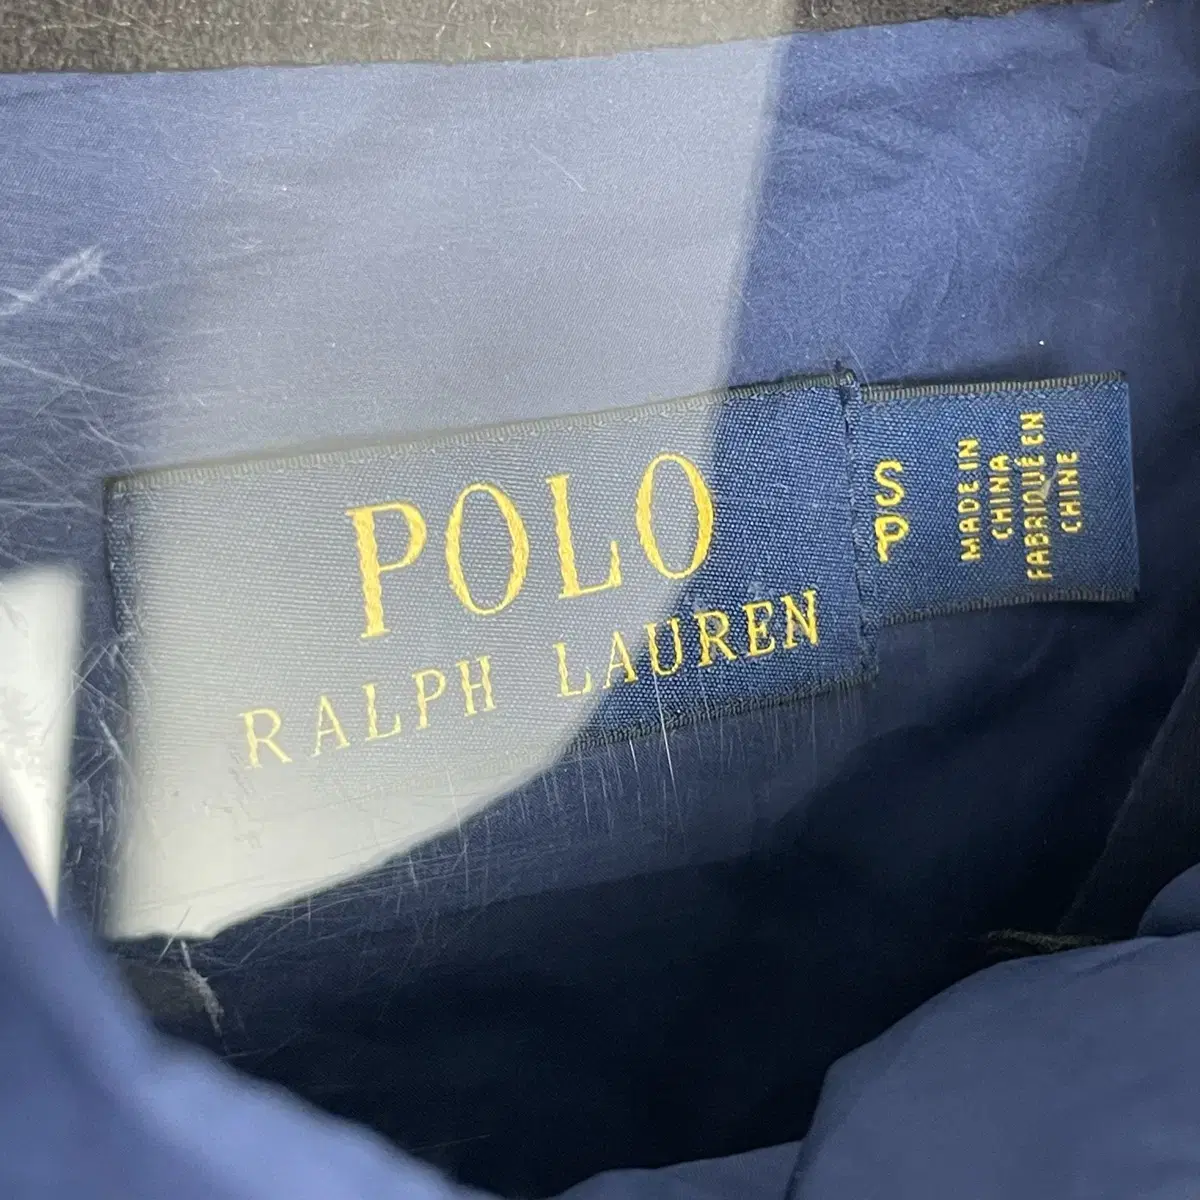 POLO
RALPH LAUREN
S
P
MADE IN
CHINA
FABRIQUÉ EN
CHINE